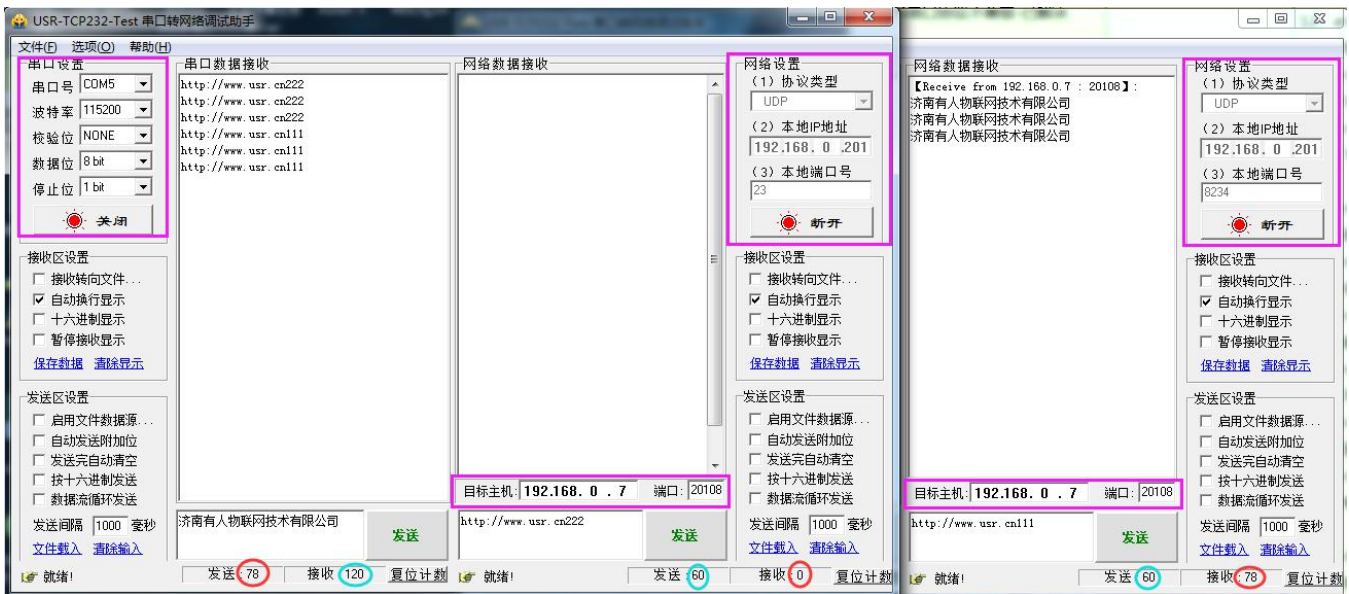 USR-TCP232-Test 串口转网络调试助手
文件(F) 选项(O) 帮助(H)
串口设置
串口号 COM5
波特率 115200
校验位 NONE
数据位 8 bit
停止位 1 bit
关闭
接收区设置
接收转向文件...
自动换行显示
十六进制显示
暂停接收显示
保存数据 清除显示
发送区设置
启用文件数据源...
自动发送附加位
发送完自动清空
按十六进制发送
数据流循环发送
发送间隔 1000 毫秒
文件载入 清除输入
就绪!
串口数据接收
http://www.usr.cn222
http://www.usr.cn222
http://www.usr.cn222
http://www.usr.cn111
http://www.usr.cn111
http://www.usr.cn111
济南有人物联网技术有限公司
发送
发送:78 接收 120 复位计数
网络数据接收
目标主机: 192.168. 0 . 7 端口: 20108
http://www.usr.cn222
发送
就绪!
发送:60 接收:0 复位计数
网络设置
(1) 协议类型
UDP
(2) 本地IP地址
192.168. 0 .201
(3) 本地端口号
23
断开
接收区设置
接收转向文件...
自动换行显示
十六进制显示
暂停接收显示
保存数据 清除显示
发送区设置
启用文件数据源...
自动发送附加位
发送完自动清空
按十六进制发送
数据流循环发送
发送间隔 1000 毫秒
文件载入 清除输入
网络数据接收
【Receive from 192.168.0.7 : 20108】:
济南有人物联网技术有限公司
济南有人物联网技术有限公司
济南有人物联网技术有限公司
目标主机: 192.168. 0 . 7 端口: 20108
http://www.usr.cn111
发送
就绪!
发送 60 接收:78 复位计数
网络设置
(1) 协议类型
UDP
(2) 本地IP地址
192.168. 0 .201
(3) 本地端口号
8234
断开
接收区设置
接收转向文件...
自动换行显示
十六进制显示
暂停接收显示
保存数据 清除显示
发送区设置
启用文件数据源...
自动发送附加位
发送完自动清空
按十六进制发送
数据流循环发送
发送间隔 1000 毫秒
文件载入 清除输入